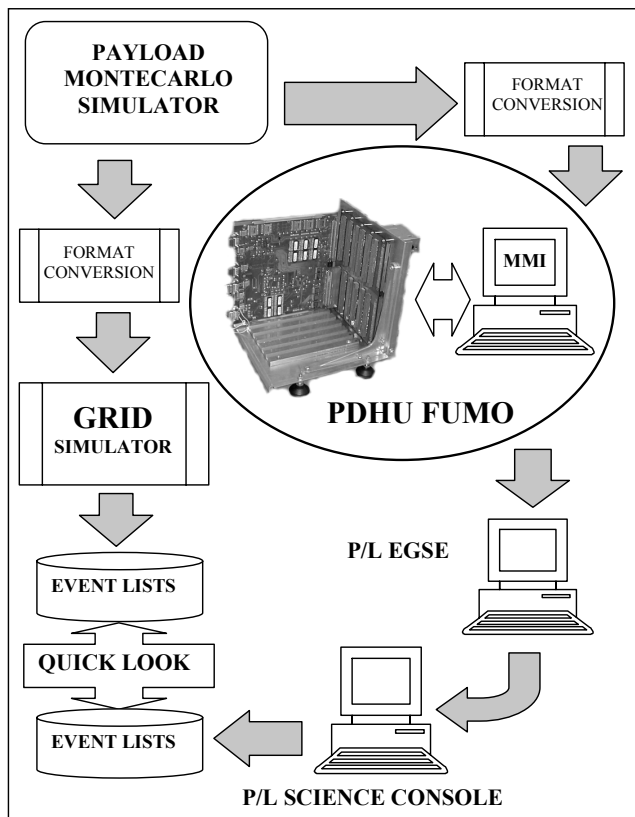 PAYLOAD
MONTECARLO
SIMULATOR
FORMAT
CONVERSION
FORMAT
CONVERSION
MMI
PDHU FUMO
GRID
SIMULATOR
P/L EGSE
EVENT LISTS
QUICK LOOK
EVENT LISTS
P/L SCIENCE CONSOLE